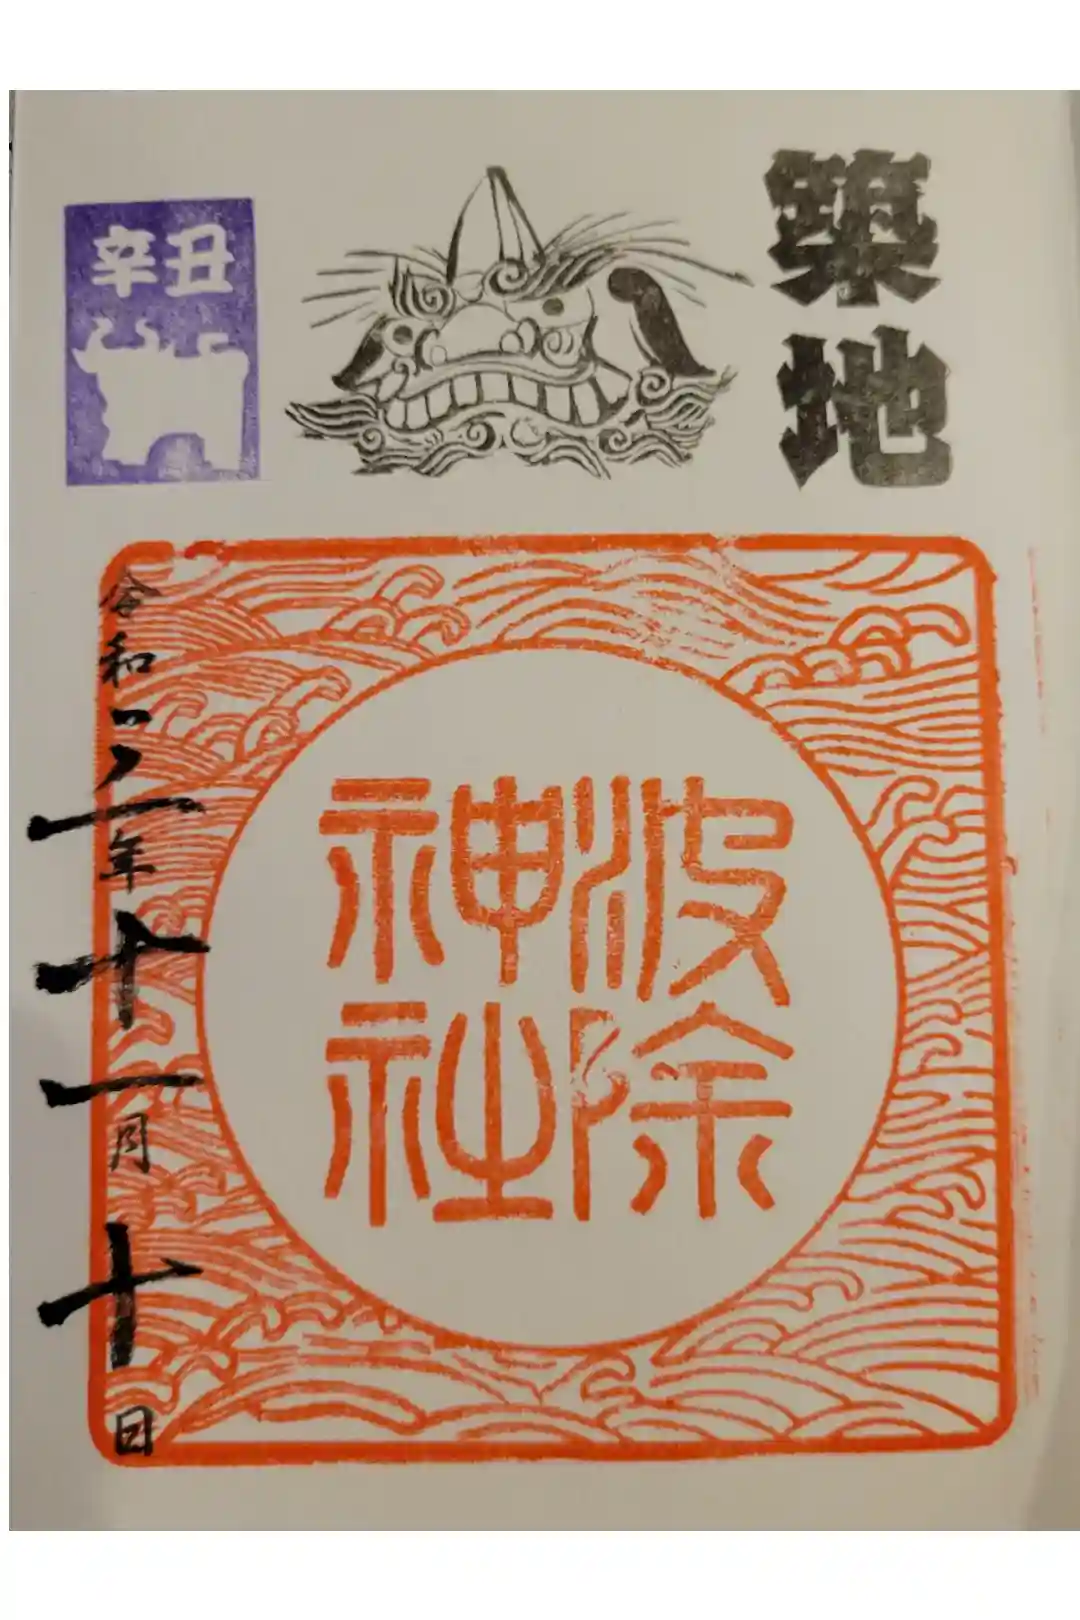 築地
辛丑
波除
神社
令和三年十一月十日